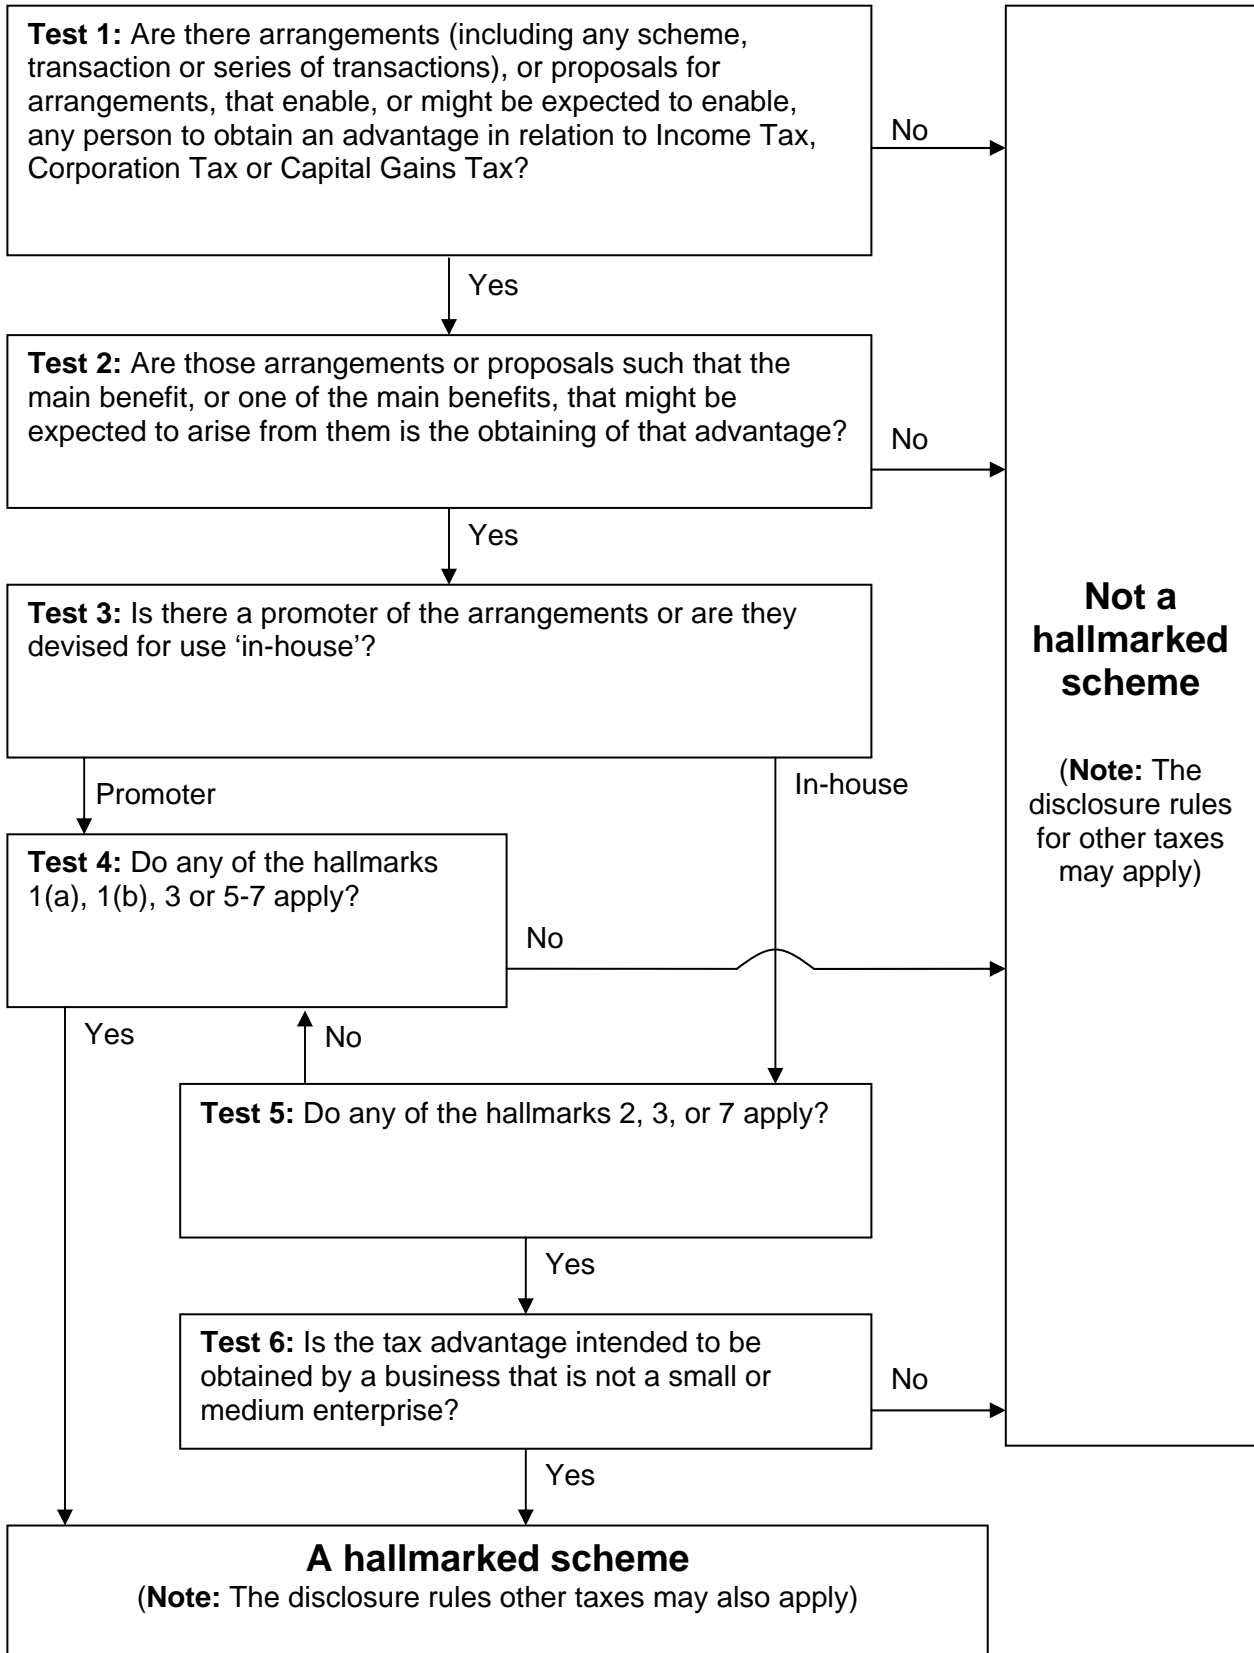 Test 1: Are there arrangements (including any scheme,
transaction or series of transactions), or proposals for
arrangements, that enable, or might be expected to enable,
any person to obtain an advantage in relation to Income Tax,
Corporation Tax or Capital Gains Tax?
No
Yes
Test 2: Are those arrangements or proposals such that the
main benefit, or one of the main benefits, that might be
expected to arise from them is the obtaining of that advantage?
No
Yes
Test 3: Is there a promoter of the arrangements or are they
devised for use ‘in-house’?
Promoter
In-house
Test 4: Do any of the hallmarks
1(a), 1(b), 3 or 5-7 apply?
No
Yes
No
Test 5: Do any of the hallmarks 2, 3, or 7 apply?
Yes
Test 6: Is the tax advantage intended to be
obtained by a business that is not a small or
medium enterprise?
No
Yes
Not a
hallmarked
scheme
(Note: The
disclosure rules
for other taxes
may apply)
A hallmarked scheme
(Note: The disclosure rules other taxes may also apply)